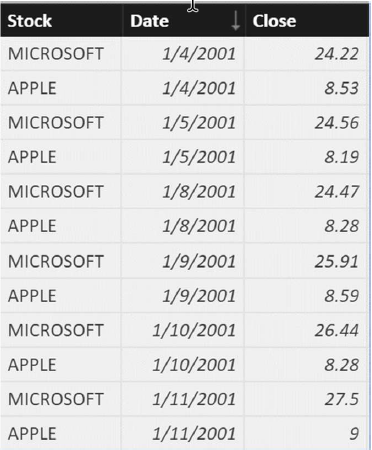 Stock Date Close
MICROSOFT 1/4/2001 24.22
APPLE 1/4/2001 8.53
MICROSOFT 1/5/2001 24.56
APPLE 1/5/2001 8.19
MICROSOFT 1/8/2001 24.47
APPLE 1/8/2001 8.28
MICROSOFT 1/9/2001 25.91
APPLE 1/9/2001 8.59
MICROSOFT 1/10/2001 26.44
APPLE 1/10/2001 8.28
MICROSOFT 1/11/2001 27.5
APPLE 1/11/2001 9